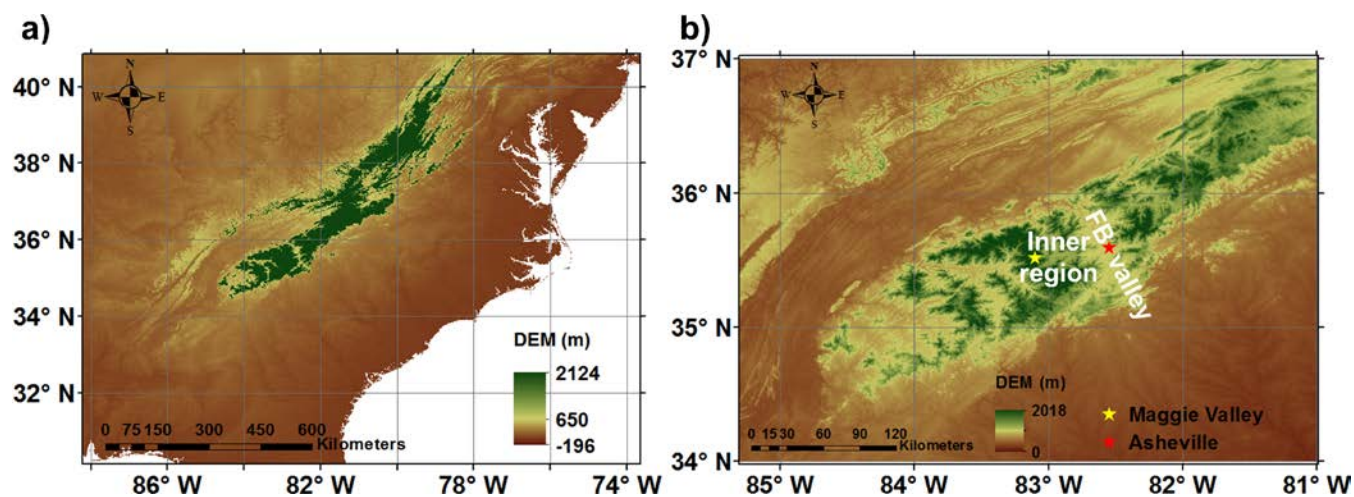 a)
40° N
38° N
36° N
34° N
32° N
N
W E
S
DEM (m)
2124
650
-196
0 75 150 300 450 600
Kilometers
86° W 82° W 78° W 74° W
b)
37° N
36° N
35° N
34° N
N
W E
S
FB valley
Inner
region
DEM (m)
2018
0
Maggie Valley
Asheville
0 15 30 60 90 120
Kilometers
85° W 84° W 83° W 82° W 81° W